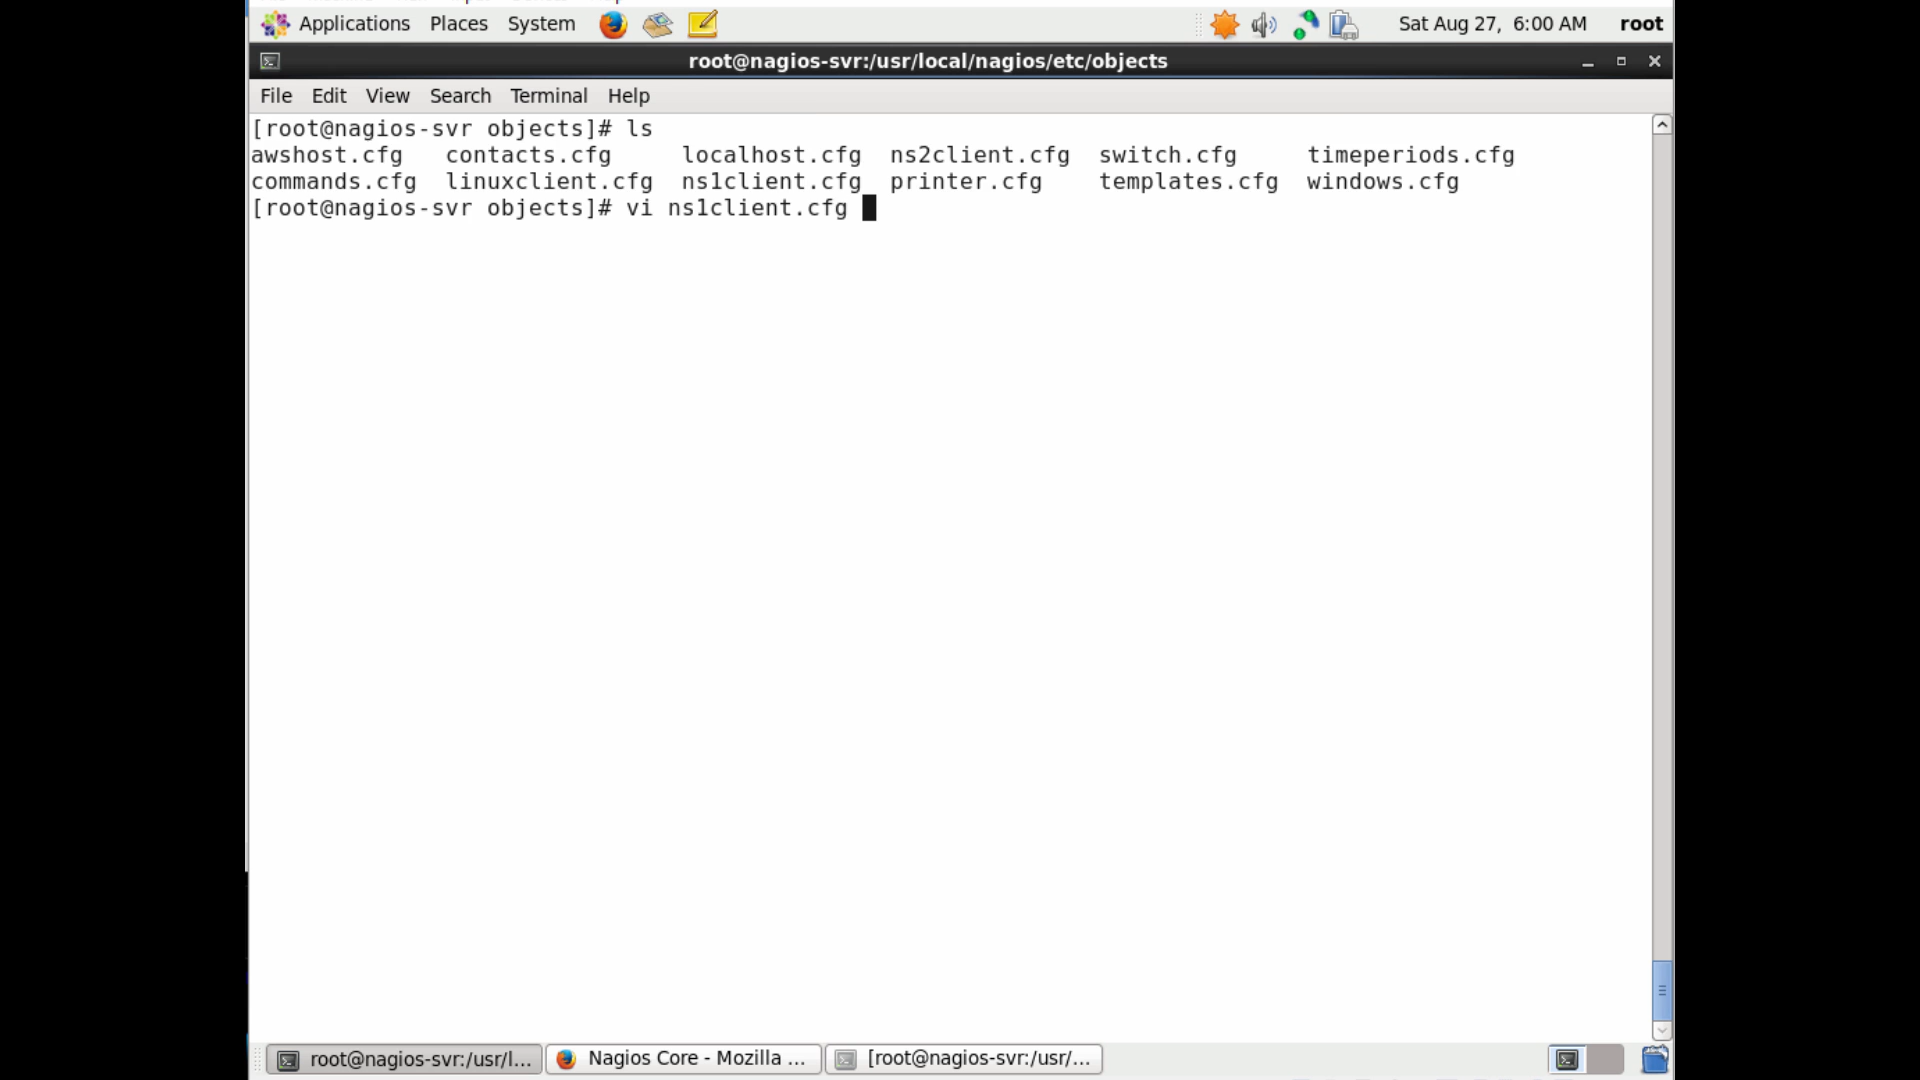 Applications Places System Sat Aug 27, 6:00 AM root
root@nagios-svr:/usr/local/nagios/etc/objects
File Edit View Search Terminal Help
[root@nagios-svr objects]# ls
awshost.cfg contacts.cfg localhost.cfg ns2client.cfg switch.cfg timeperiods.cfg
commands.cfg linuxclient.cfg ns1client.cfg printer.cfg templates.cfg windows.cfg
[root@nagios-svr objects]# vi ns1client.cfg
root@nagios-svr:/usr/l... Nagios Core - Mozilla ... [root@nagios-svr:/usr/...